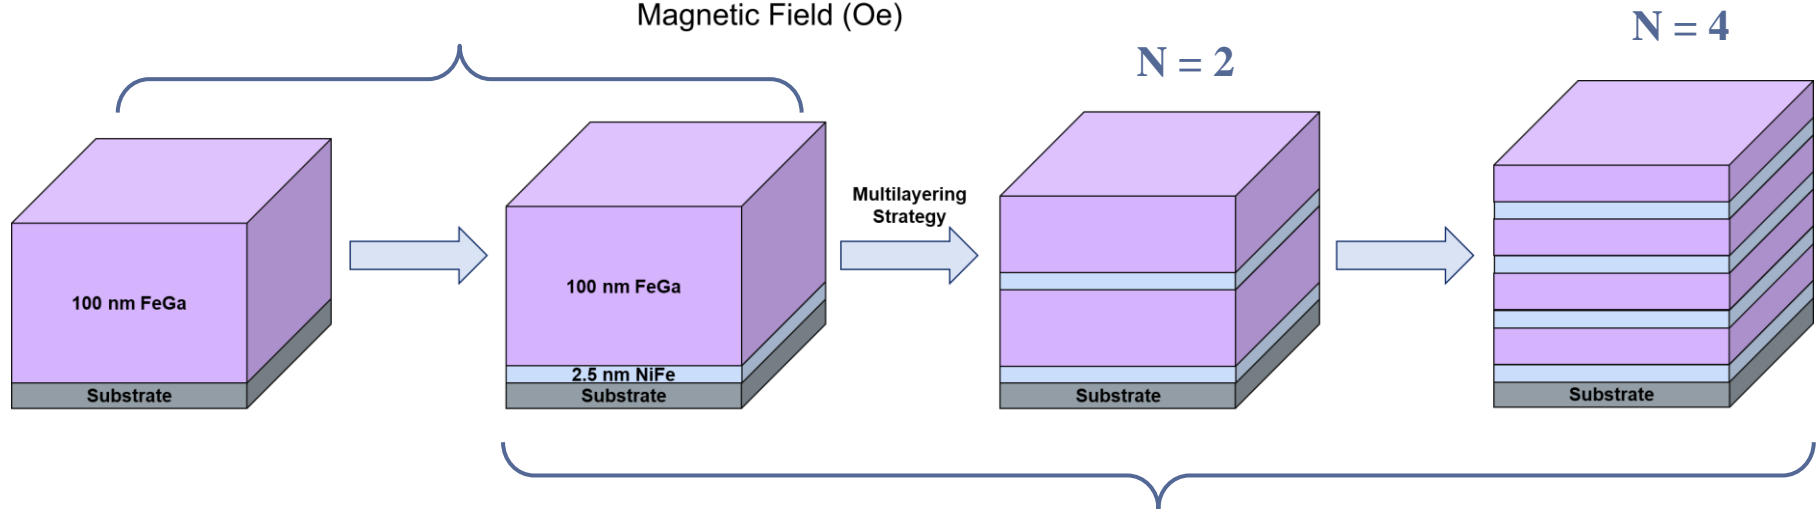 Magnetic Field (Oe)
N = 2
N = 4
100 nm FeGa
Substrate
100 nm FeGa
2.5 nm NiFe
Substrate
Multilayering
Strategy
Substrate
Substrate